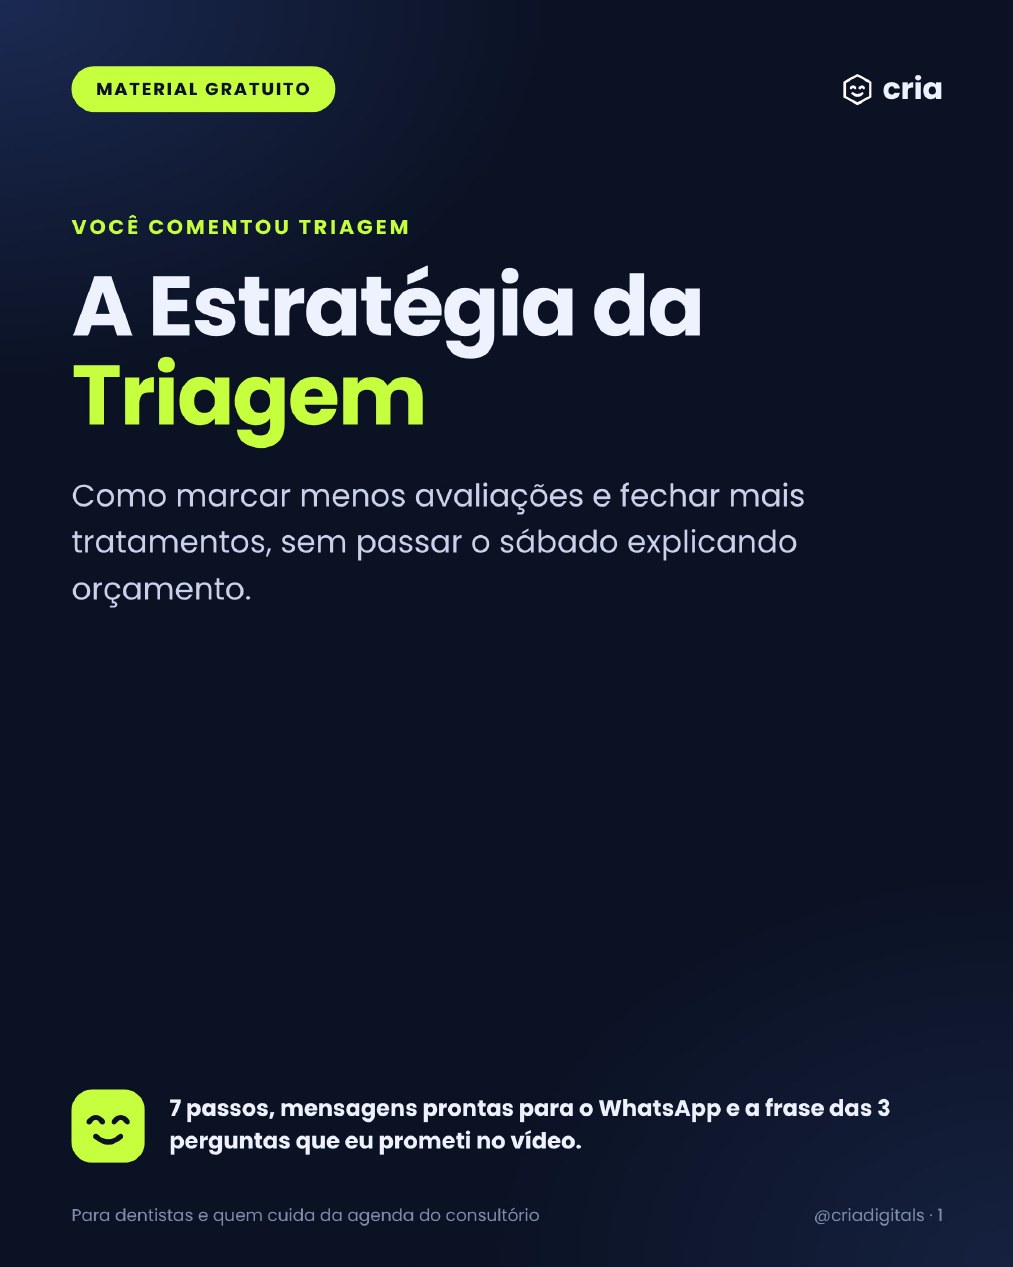 MATERIAL GRATUITO
cria
VOCÊ COMENTOU TRIAGEM
A Estratégia da
Triagem
Como marcar menos avaliações e fechar mais
tratamentos, sem passar o sábado explicando
orçamento.
7 passos, mensagens prontas para o WhatsApp e a frase das 3
perguntas que eu prometi no vídeo.
Para dentistas e quem cuida da agenda do consultório
@criadigitals · 1